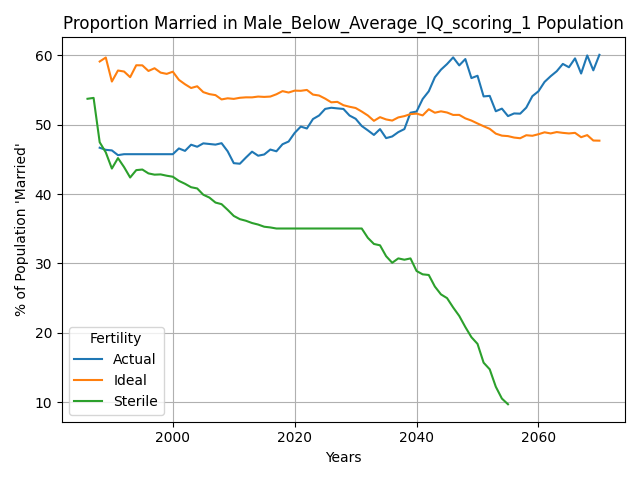 Proportion Married in Male_Below_Average_IQ_scoring_1 Population
% of Population 'Married'
60
50
40
30
20
10
Fertility
Actual
Ideal
Sterile
2000 2020 2040 2060
Years